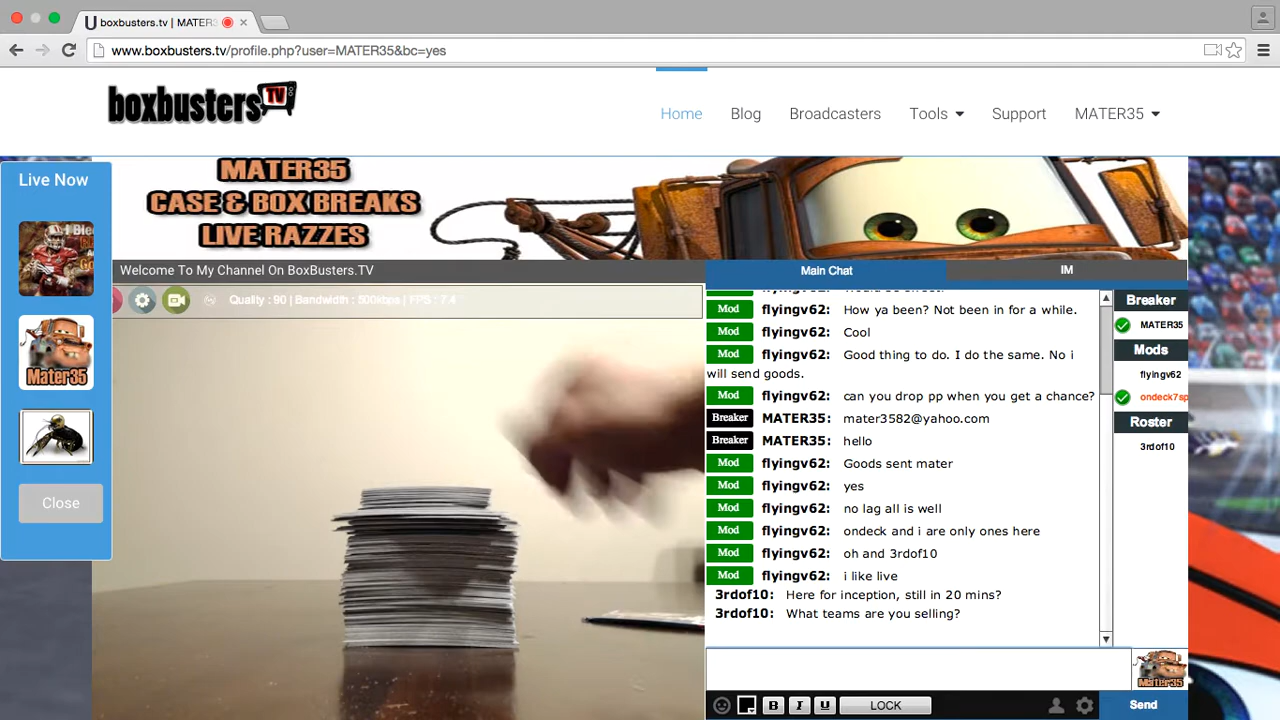 boxbusters.tv | MATER3
www.boxbusters.tv/profile.php?user=MATER35&bc=yes
boxbusters TV
Home
Blog
Broadcasters
Tools
Support
MATER35
Live Now
Mater35
Close
MATER35
CASE & BOX BREAKS
LIVE RAZZES
Welcome To My Channel On BoxBusters.TV
Quality : 90 | Bandwidth : 500kbps | FPS : 7.4
Main Chat
IM
Mod flyingv62: How ya been? Not been in for a while.
Mod flyingv62: Cool
Mod flyingv62: Good thing to do. I do the same. No i
will send goods.
Mod flyingv62: can you drop pp when you get a chance?
Breaker MATER35: mater3582@yahoo.com
Breaker MATER35: hello
Mod flyingv62: Goods sent mater
Mod flyingv62: yes
Mod flyingv62: no lag all is well
Mod flyingv62: ondeck and i are only ones here
Mod flyingv62: oh and 3rdof10
Mod flyingv62: i like live
3rdof10: Here for inception, still in 20 mins?
3rdof10: What teams are you selling?
Breaker
MATER35
Mods
flyingv62
ondeck7sp
Roster
3rdof10
Mater35
B I U
LOCK
Send